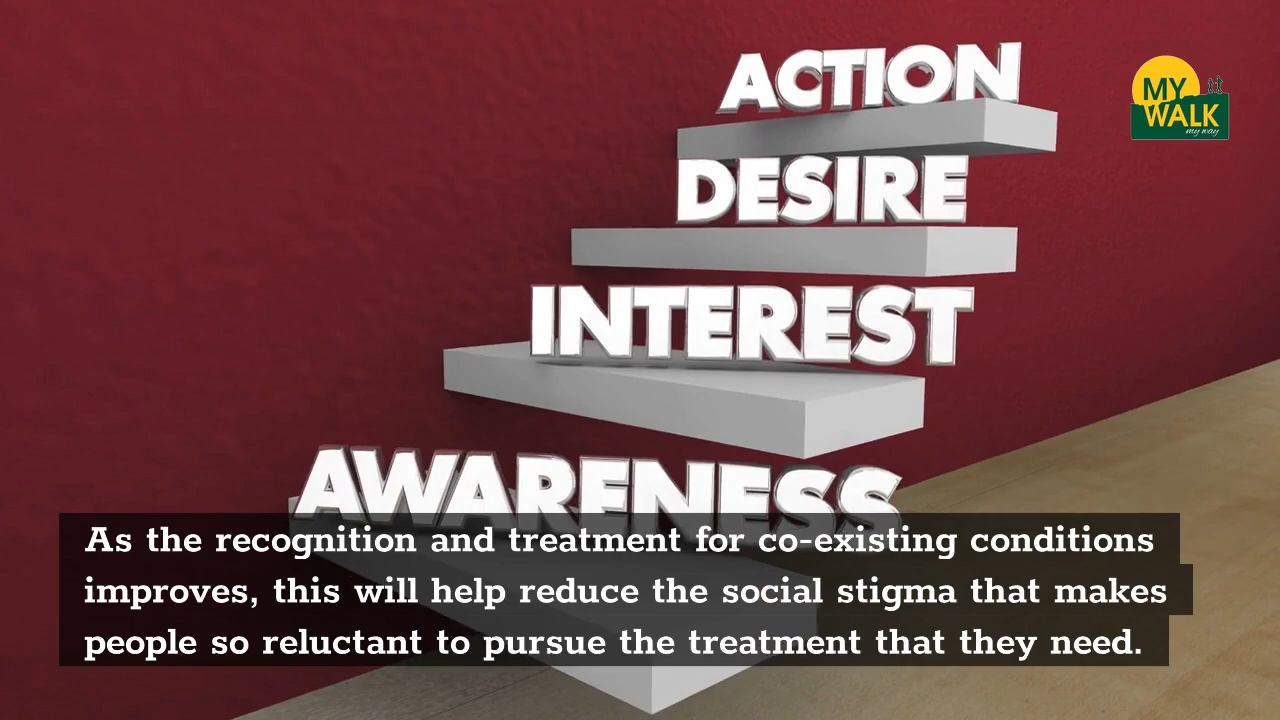 ACTION
MY
WALK
my way
DESIRE
INTEREST
AWARENESS
As the recognition and treatment for co-existing conditions
improves, this will help reduce the social stigma that makes
people so reluctant to pursue the treatment that they need.